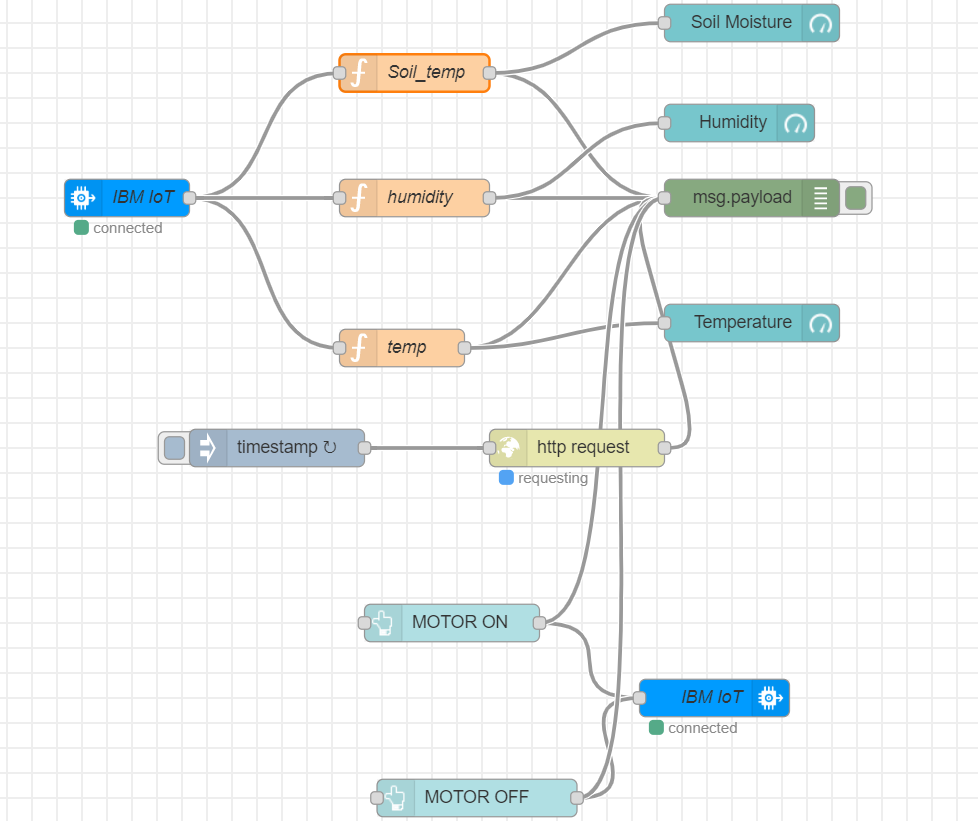 Soil Moisture
Soil_temp
Humidity
IBM IoT
connected
humidity
msg.payload
Temperature
temp
timestamp ↻
http request
requesting
MOTOR ON
IBM IoT
connected
MOTOR OFF